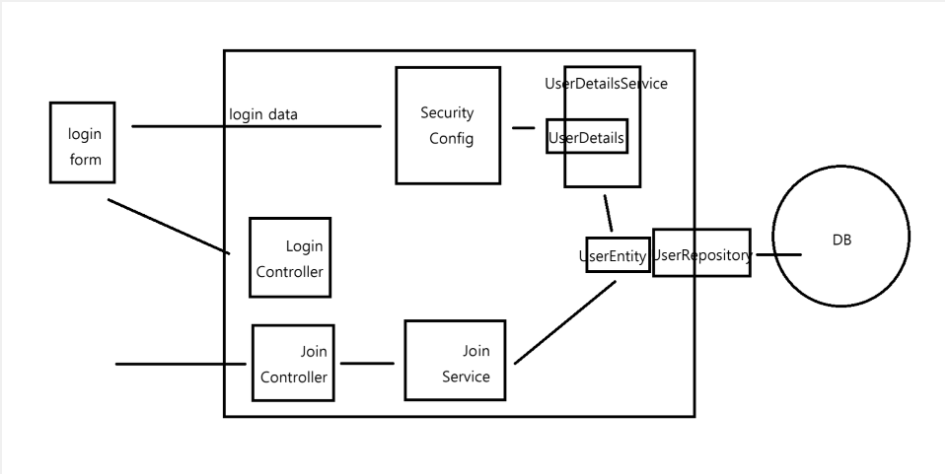 login
form
login data
Security
Config
UserDetailsService
UserDetails
Login
Controller
UserEntity
UserRepository
DB
Join
Controller
Join
Service